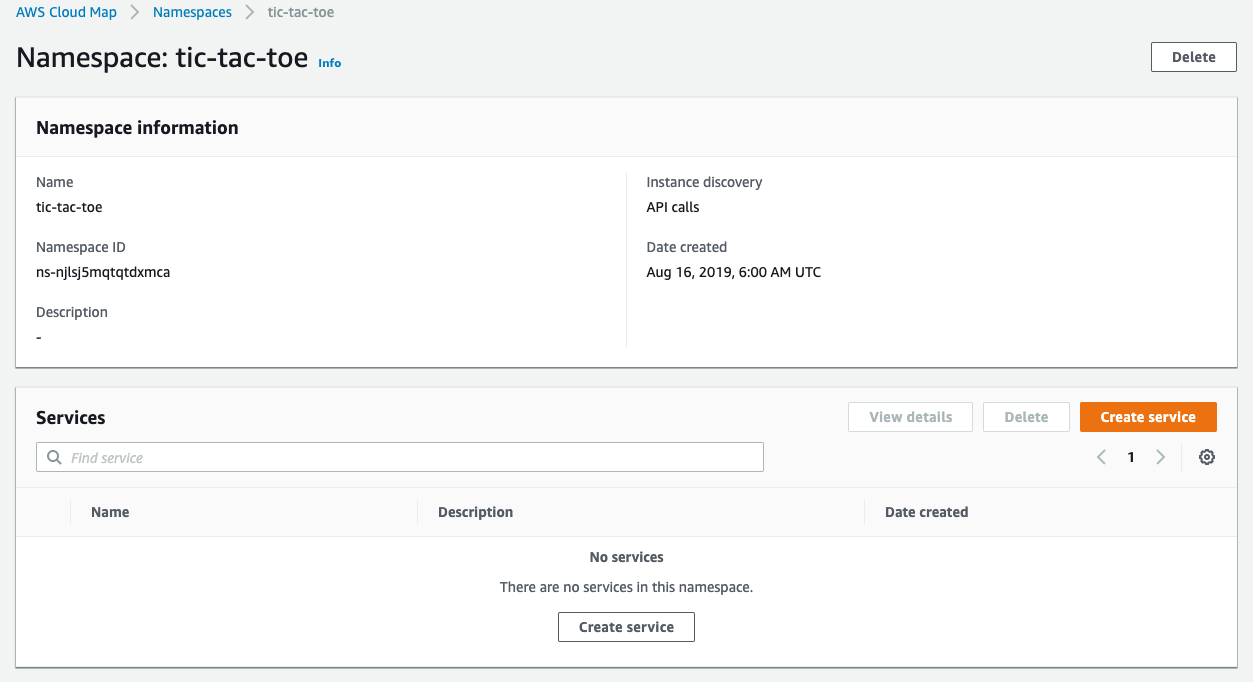 AWS Cloud Map > Namespaces > tic-tac-toe
Namespace: tic-tac-toe Info
Delete
Namespace information
Name
tic-tac-toe
Namespace ID
ns-njlsj5mqtqtdxmca
Description
-
Instance discovery
API calls
Date created
Aug 16, 2019, 6:00 AM UTC
Services
View details Delete Create service
Find service
1
Name Description Date created
No services
There are no services in this namespace.
Create service